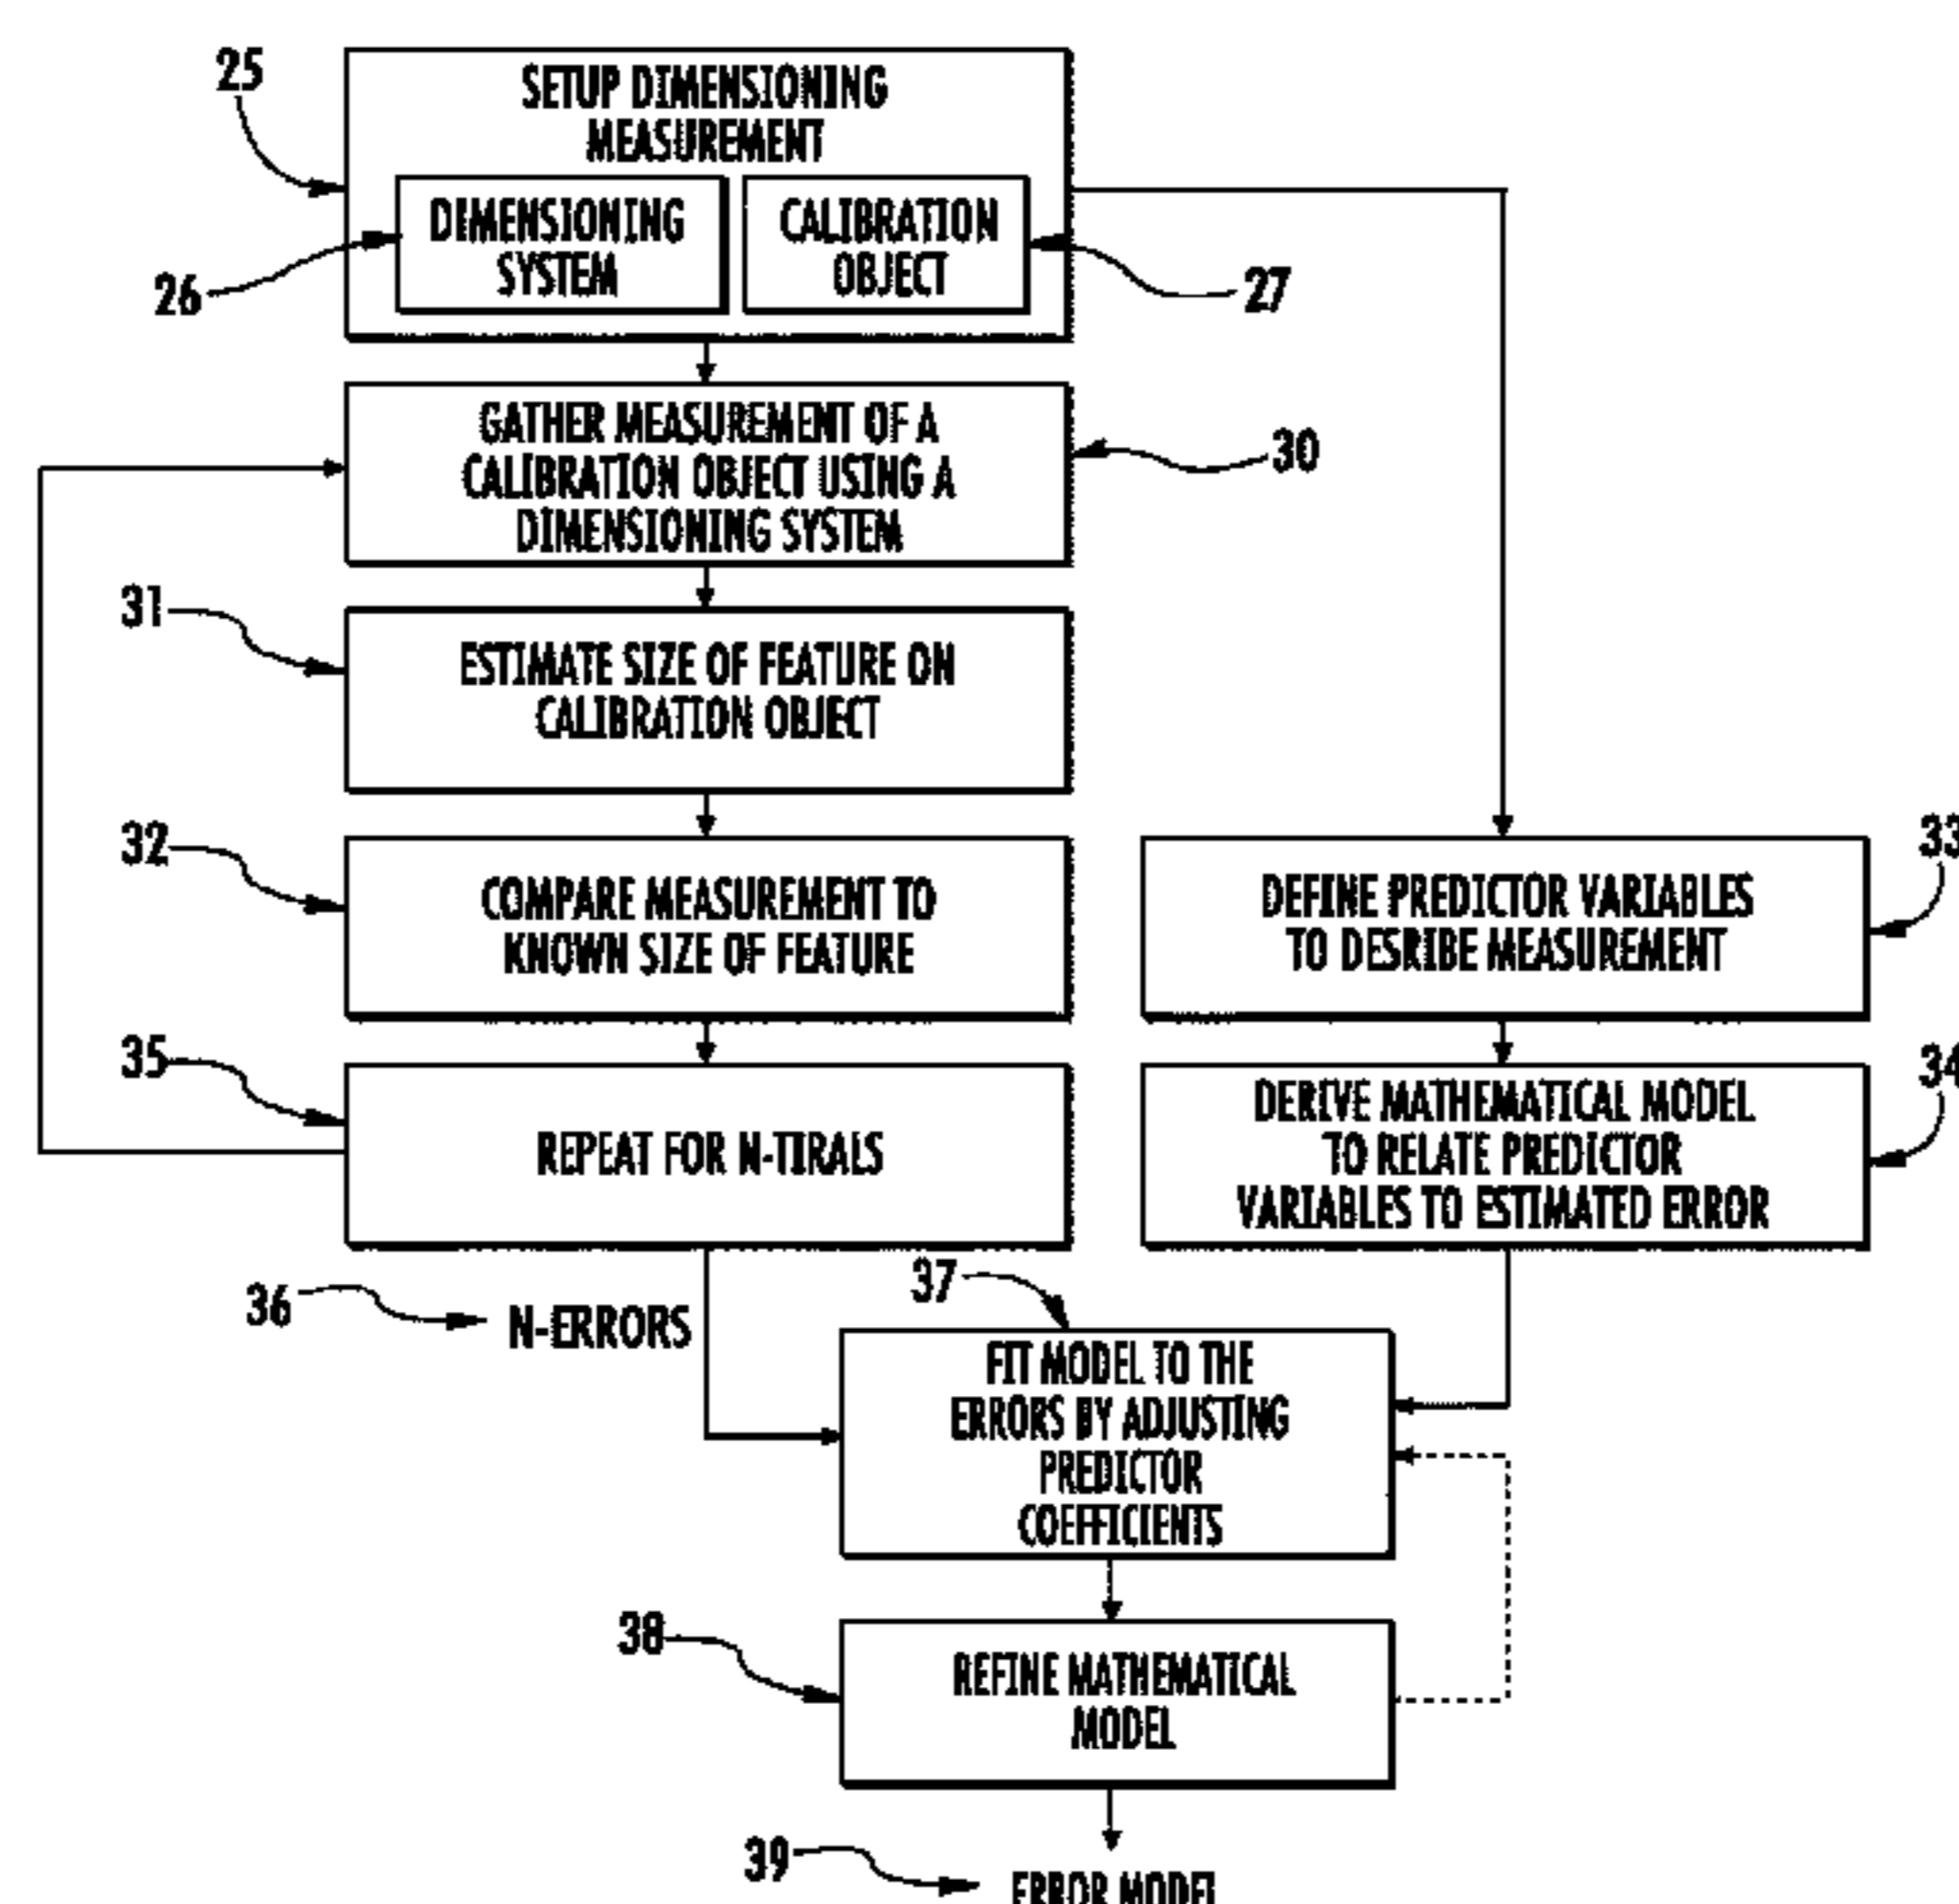 25
SETUP DIMENSIONING
MEASUREMENT
DIMENSIONING
SYSTEM
CALIBRATION
OBJECT
26
27
GATHER MEASUREMENT OF A
CALIBRATION OBJECT USING A
DIMENSIONING SYSTEM
30
31
ESTIMATE SIZE OF FEATURE ON
CALIBRATION OBJECT
32
COMPARE MEASUREMENT TO
KNOWN SIZE OF FEATURE
33
DEFINE PREDICTOR VARIABLES
TO DESRIBE MEASUREMENT
35
REPEAT FOR N-TIRALS
34
DERIVE MATHEMATICAL MODEL
TO RELATE PREDICTOR
VARIABLES TO ESTIMATED ERROR
36
N-ERRORS
37
FIT MODEL TO THE
ERRORS BY ADJUSTING
PREDICTOR
COEFFICIENTS
38
REFINE MATHEMATICAL
MODEL
39
ERROR MODEL